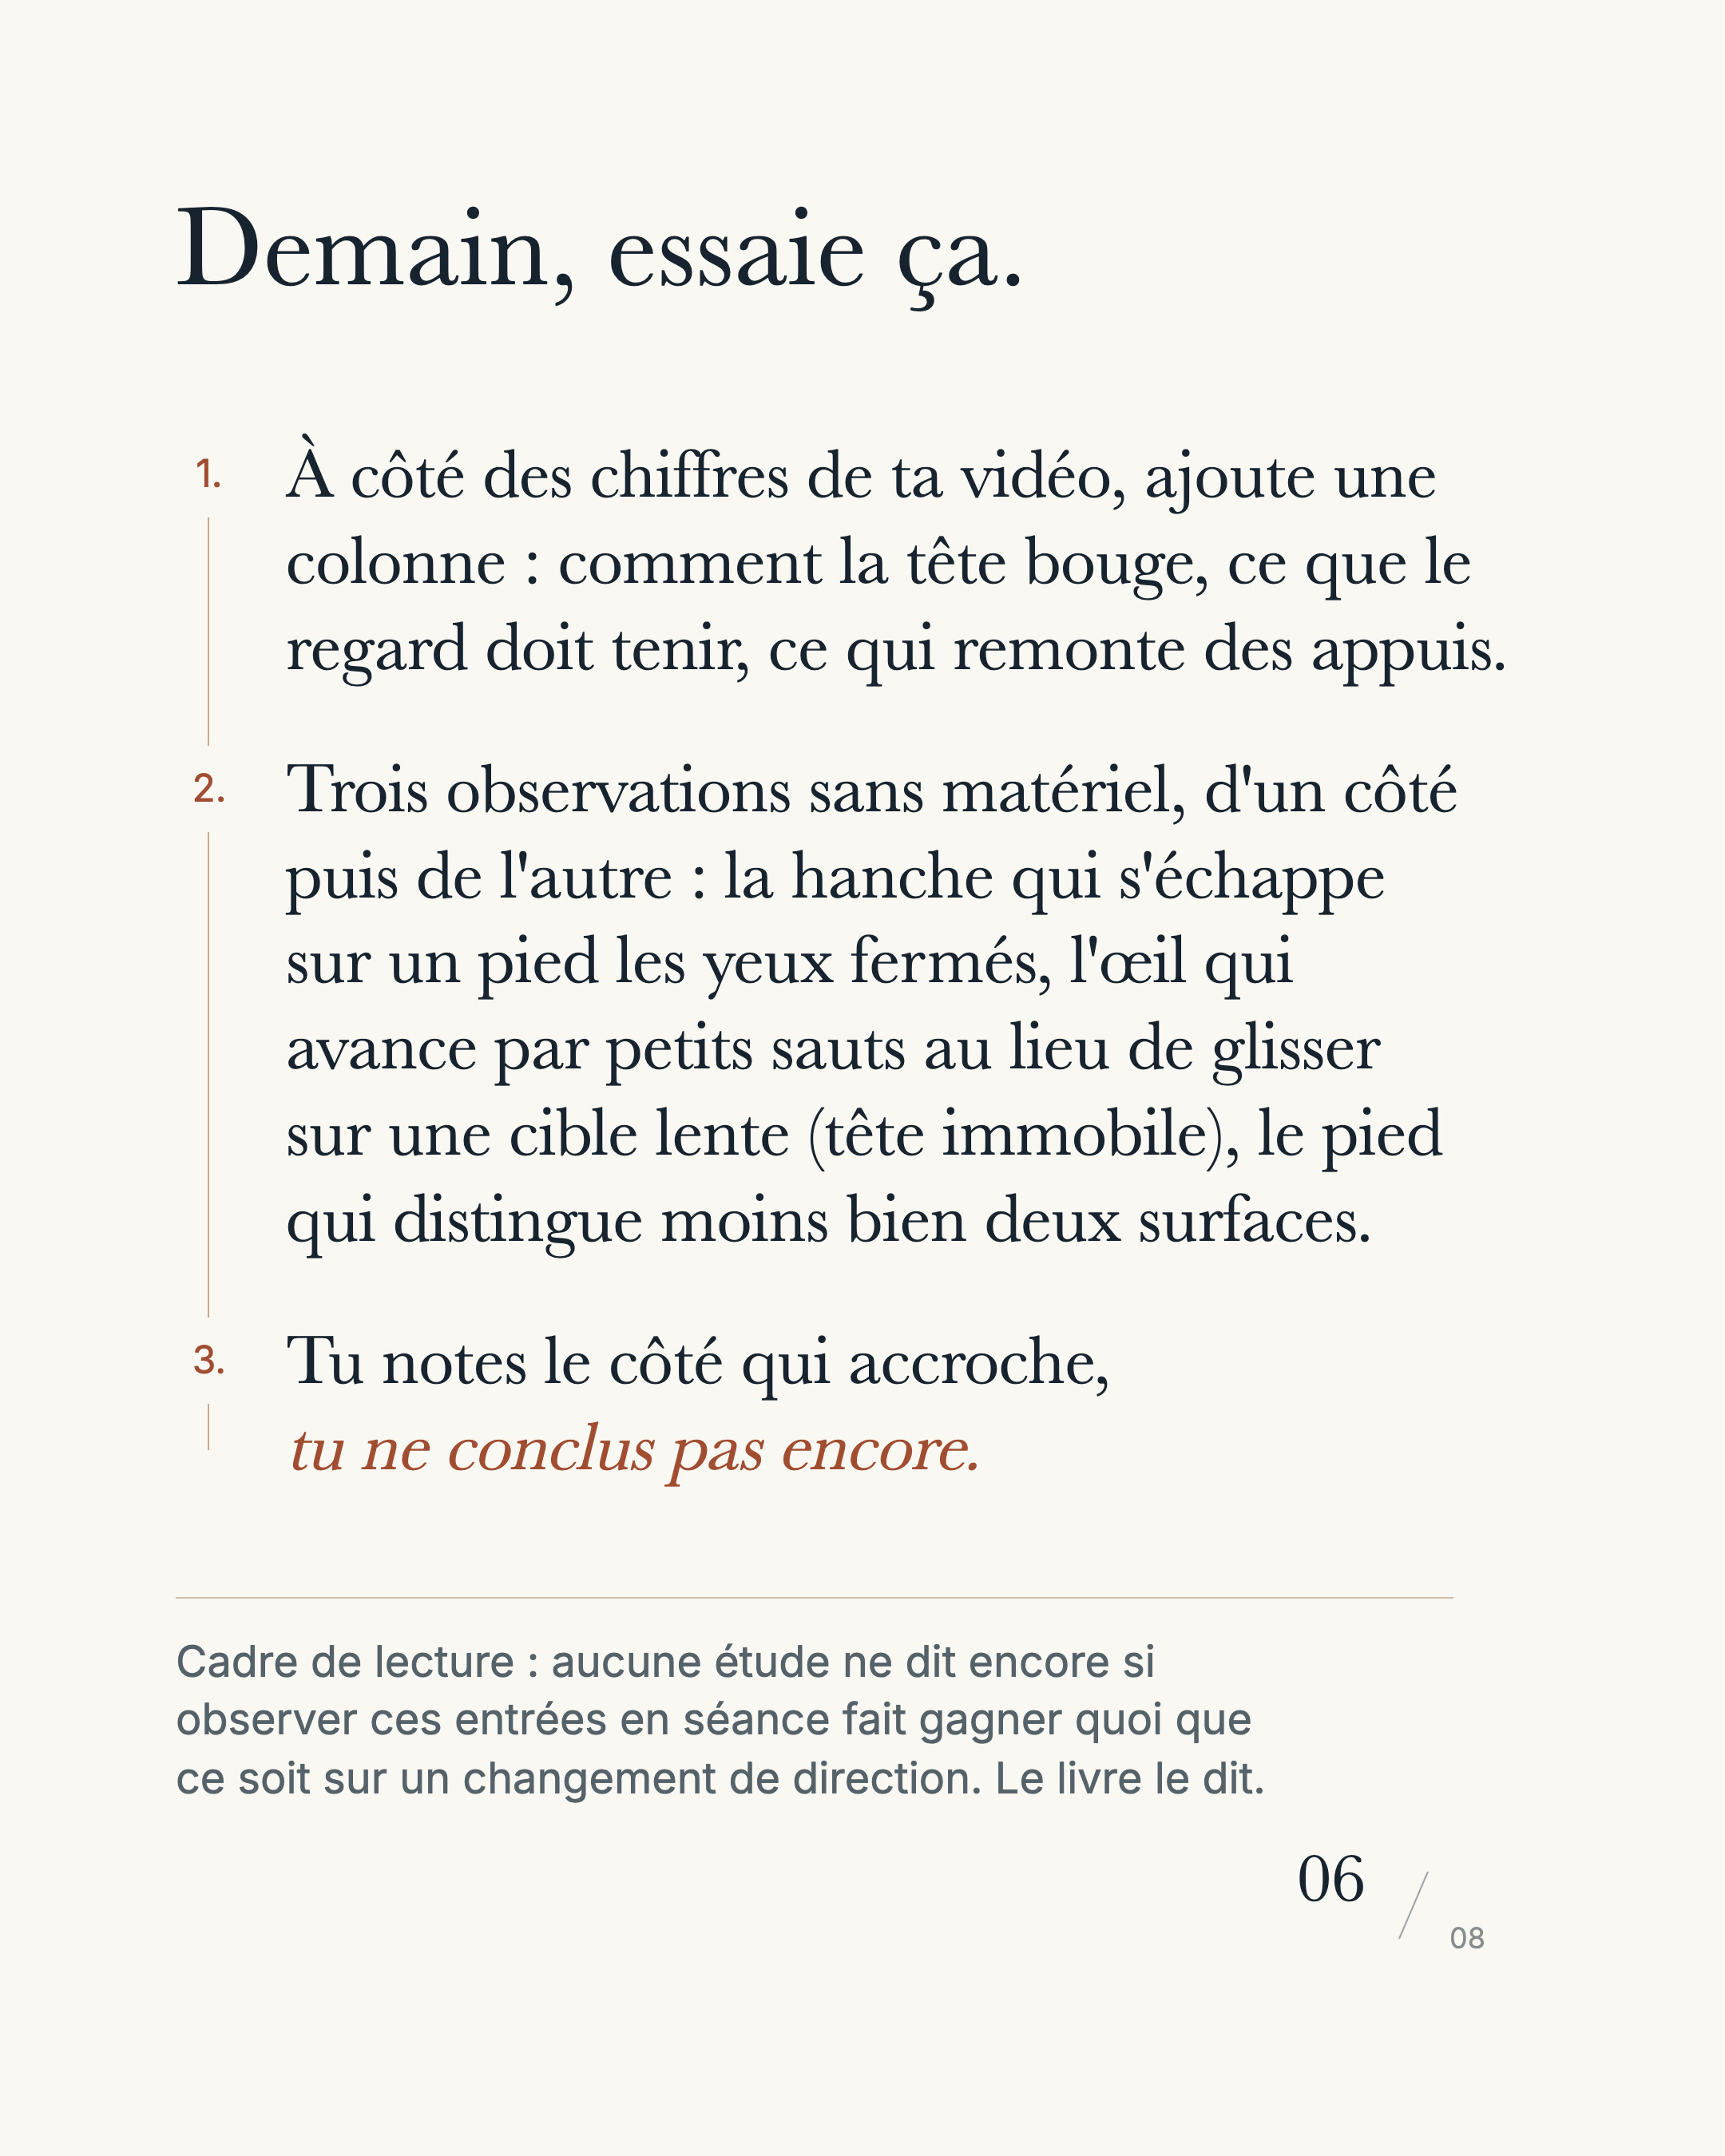 Demain, essaie ça.
1. À côté des chiffres de ta vidéo, ajoute une
colonne : comment la tête bouge, ce que le
regard doit tenir, ce qui remonte des appuis.
2. Trois observations sans matériel, d'un côté
puis de l'autre : la hanche qui s'échappe
sur un pied les yeux fermés, l'œil qui
avance par petits sauts au lieu de glisser
sur une cible lente (tête immobile), le pied
qui distingue moins bien deux surfaces.
3. Tu notes le côté qui accroche,
tu ne conclus pas encore.
Cadre de lecture : aucune étude ne dit encore si
observer ces entrées en séance fait gagner quoi que
ce soit sur un changement de direction. Le livre le dit.
06 / 08